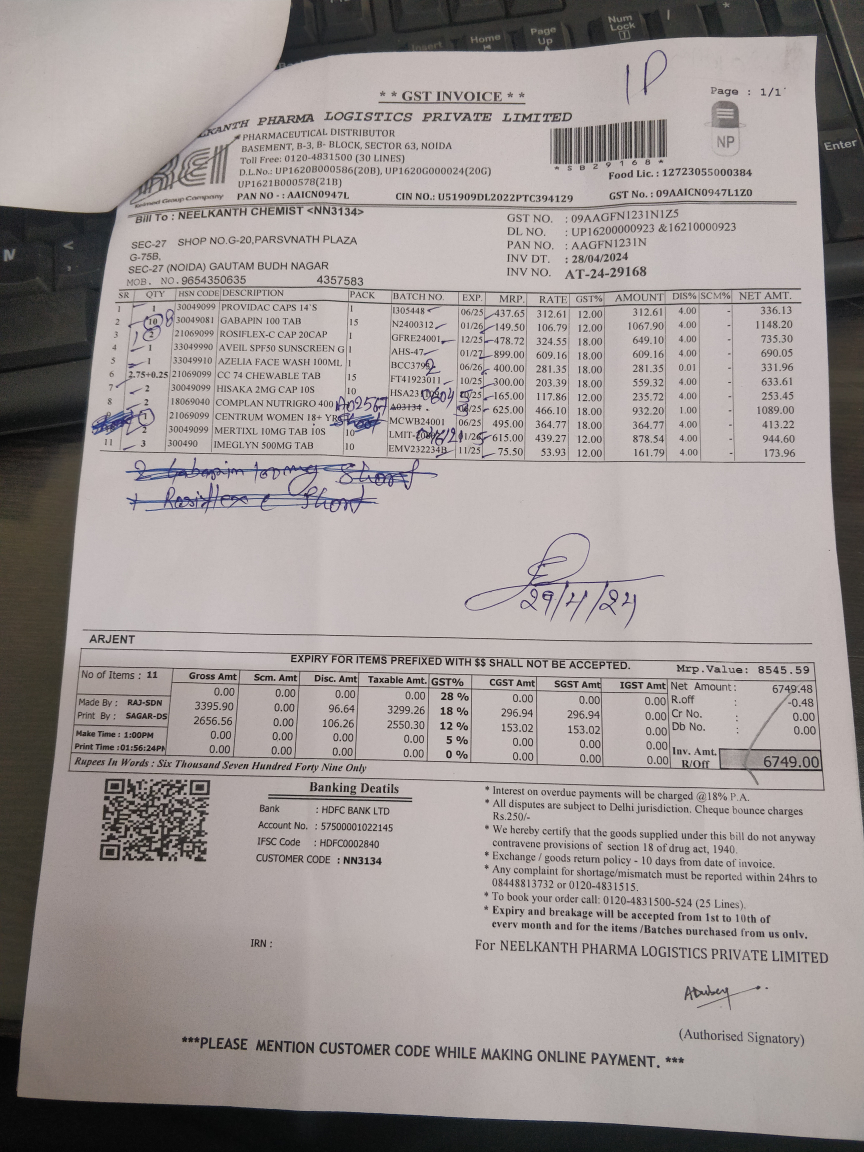 IP
* * GST INVOICE * *
Page : 1/1
KANTH PHARMA LOGISTICS PRIVATE LIMITED
PHARMACEUTICAL DISTRIBUTOR
BASEMENT, B-3, B- BLOCK, SECTOR 63, NOIDA
Toll Free: 0120-4831500 (30 LINES)
D.L.No: UP1620B000586(20B), UP1620G000024(20G)
UP1621B000578(21B)
NP
*SB29168*
Food Lic. : 12723055000384
PAN NO - : AAICN0947L CIN NO.: U51909DL2022PTC394129 GST No. : 09AAICN0947L1Z0
Group Company
Bill To : NEELKANTH CHEMIST <NN3134>
SEC-27 SHOP NO.G-20,PARSVNATH PLAZA
G-75B,
SEC-27 (NOIDA) GAUTAM BUDH NAGAR
MOB. NO.9654350635 4357583
GST NO. : 09AAGFN1231N1Z5
DL NO. : UP16200000923 &16210000923
PAN NO. : AAGFN1231N
INV DT. : 28/04/2024
INV NO. AT-24-29168
SR QTY HSN CODE DESCRIPTION PACK BATCH NO. EXP. MRP. RATE GST% AMOUNT DIS% SCM% NET AMT.
1 1 30049099 PROVIDAC CAPS 14`S 1 I305448 06/25 437.65 312.61 12.00 312.61 4.00 - 336.13
2 10 8 30049081 GABAPIN 100 TAB 15 N2400312 01/26 149.50 106.79 12.00 1067.90 4.00 - 1148.20
3 1 2 21069099 ROSIFLEX-C CAP 20CAP 1 GFRE24001 12/25 478.72 324.55 18.00 649.10 4.00 - 735.30
4 1 33049990 AVEIL SPF50 SUNSCREEN G 1 AHS-47 01/27 899.00 609.16 18.00 609.16 4.00 - 690.05
5 1 33049910 AZELIA FACE WASH 100ML 1 BCC3799 2 06/26 400.00 281.35 18.00 281.35 0.01 - 331.96
6 2.75+0.25 21069099 CC 74 CHEWABLE TAB 15 FT41923011 10/25 300.00 203.39 18.00 559.32 4.00 - 633.61
7 2 30049099 HISAKA 2MG CAP 10S 10 165.00 117.86 12.00 235.72 4.00 - 253.45
8 2 18069040 COMPLAN NUTRIGRO 400 A02567 A03134 625.00 466.10 18.00 932.20 1.00 - 1089.00
1 21069099 CENTRUM WOMEN 18+ MCWB24001 06/25 495.00 364.77 18.00 364.77 4.00 - 413.22
2 30049099 MERTIXL 10MG TAB 10S 10 01/26 615.00 439.27 12.00 878.54 4.00 - 944.60
11 3 300490 IMEGLYN 500MG TAB 10 EMV232234B 11/25 75.50 53.93 12.00 161.79 4.00 - 173.96
2 Gabapin 100mg Short
1 Rosiflex c Short
29/4/24
ARJENT
EXPIRY FOR ITEMS PREFIXED WITH $$ SHALL NOT BE ACCEPTED.
Mrp.Value: 8545.59
No of Items : 11
Made By : RAJ-SDN
Print By : SAGAR-DS
Make Time : 1:00PM
Print Time :01:56:24PM
Gross Amt Scm. Amt Disc. Amt Taxable. Amt GST% CGST Amt SGST Amt IGST Amt
0.00 0.00 0.00 0.00 28 % 0.00 0.00 0.00
3395.90 0.00 96.64 3299.26 18 % 296.94 296.94 0.00
2656.56 0.00 106.26 2550.30 12 % 153.02 153.02 0.00
0.00 0.00 0.00 0.00 5 % 0.00 0.00 0.00
0.00 0.00 0.00 0.00 0 % 0.00 0.00 0.00
Net Amount : 6749.48
R.off : -0.48
Cr No. : 0.00
Db No. : 0.00
Inv. Amt. R/Off 6749.00
Rupees In Words : Six Thousand Seven Hundred Forty Nine Only
Banking Deatils
Bank : HDFC BANK LTD
Account No. : 57500001022145
IFSC Code : HDFC0002840
CUSTOMER CODE : NN3134
* Interest on overdue payments will be charged @18% P.A.
* All disputes are subject to Delhi jurisdiction. Cheque bounce charges
Rs.250/-
* We hereby certify that the goods supplied under this bill do not anyway
contravene provisions of section 18 of drug act, 1940.
* Exchange / goods return policy - 10 days from date of invoice.
* Any complaint for shortage/mismatch must be reported within 24hrs to
08448813732 or 0120-4831515.
* To book your order call: 0120-4831500-524 (25 Lines).
* Expiry and breakage will be accepted from 1st to 10th of
every month and for the items /Batches purchased from us only.
IRN :
For NEELKANTH PHARMA LOGISTICS PRIVATE LIMITED
ADubey
(Authorised Signatory)
***PLEASE MENTION CUSTOMER CODE WHILE MAKING ONLINE PAYMENT. ***
Insert
Home
Page Up
Num Lock
Enter